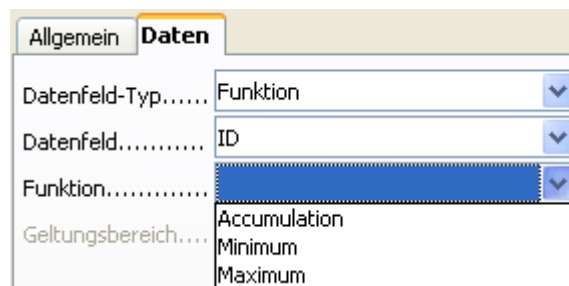 Allgemein Daten
Datenfeld-Typ...... Funktion
Datenfeld........... ID
Funktion.............
Accumulation
Geltungsbereich....
Minimum
Maximum